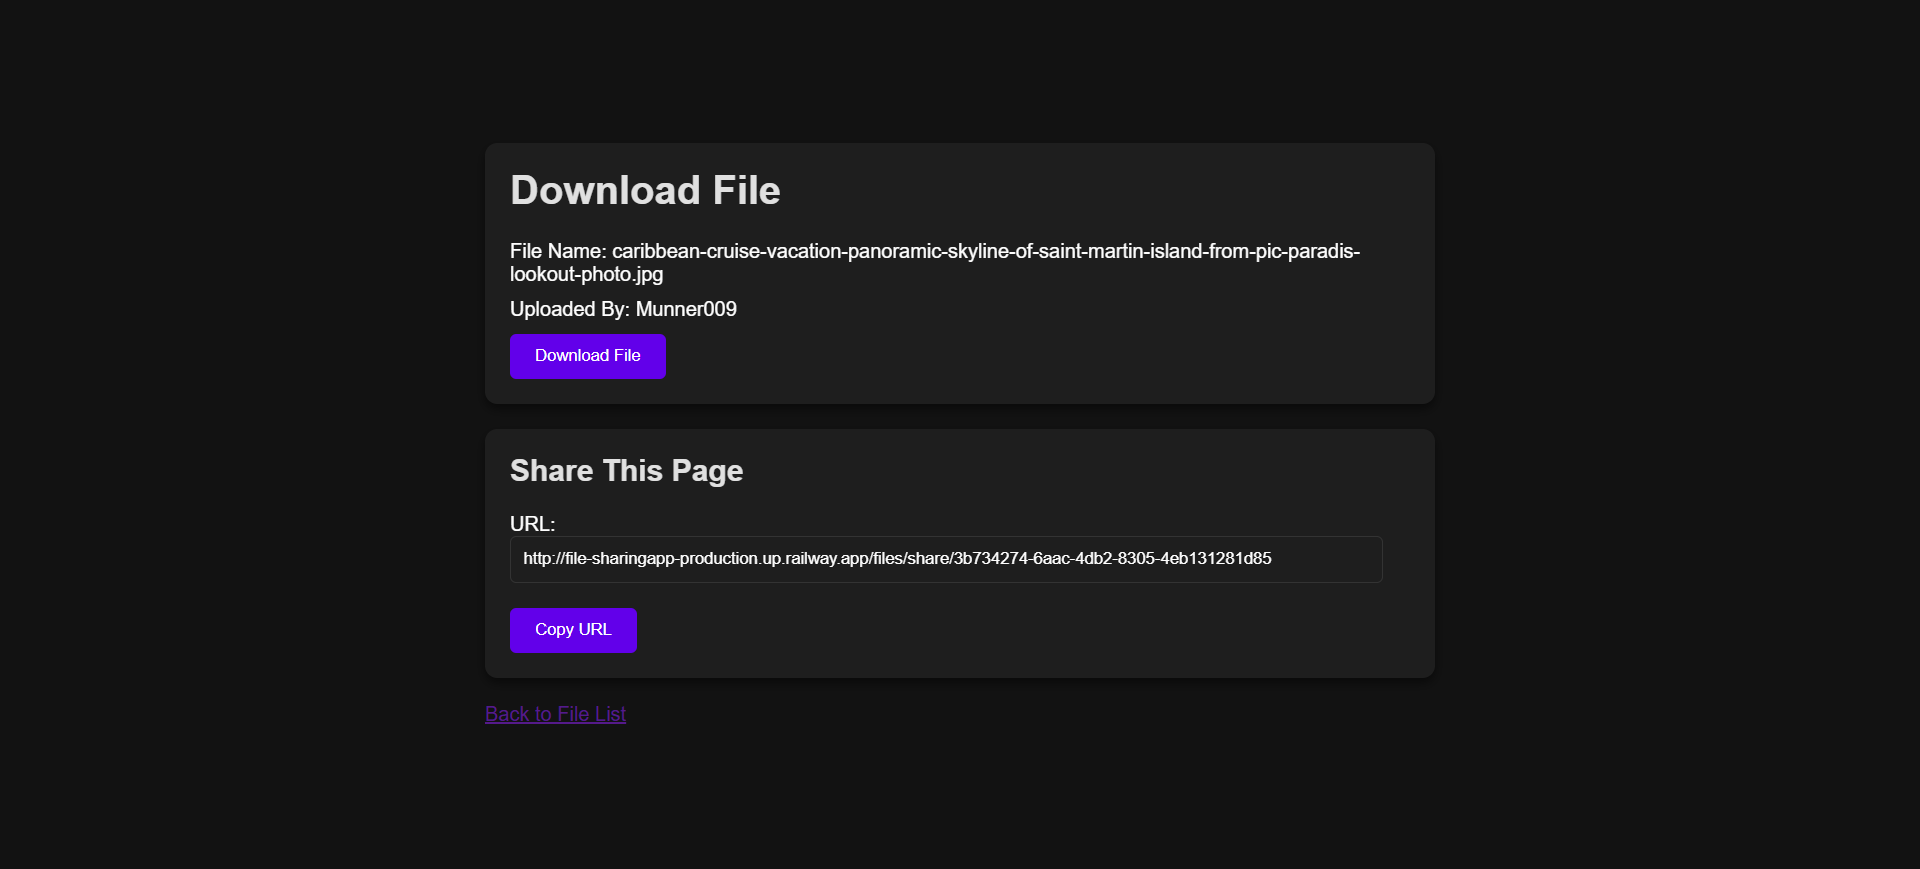 Download File
File Name: caribbean-cruise-vacation-panoramic-skyline-of-saint-martin-island-from-pic-paradis-
lookout-photo.jpg
Uploaded By: Munner009
Download File
Share This Page
URL:
http://file-sharingapp-production.up.railway.app/files/share/3b734274-6aac-4db2-8305-4eb131281d85
Copy URL
Back to File List